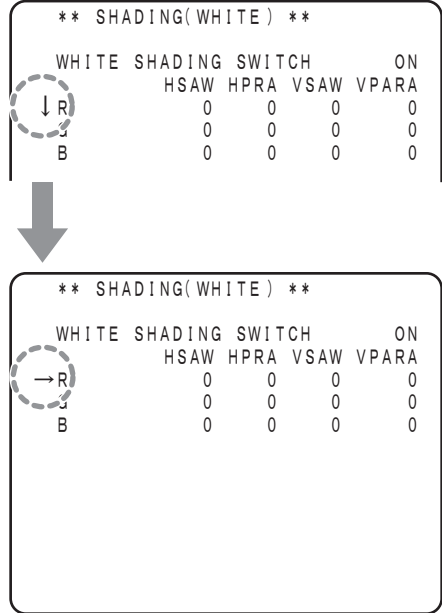 ** SHADING(WHITE) **
WHITE SHADING SWITCH ON
HSAW HPRA VSAW VPARA
↓R 0 0 0 0
G 0 0 0 0
B 0 0 0 0
** SHADING(WHITE) **
WHITE SHADING SWITCH ON
HSAW HPRA VSAW VPARA
→R 0 0 0 0
G 0 0 0 0
B 0 0 0 0